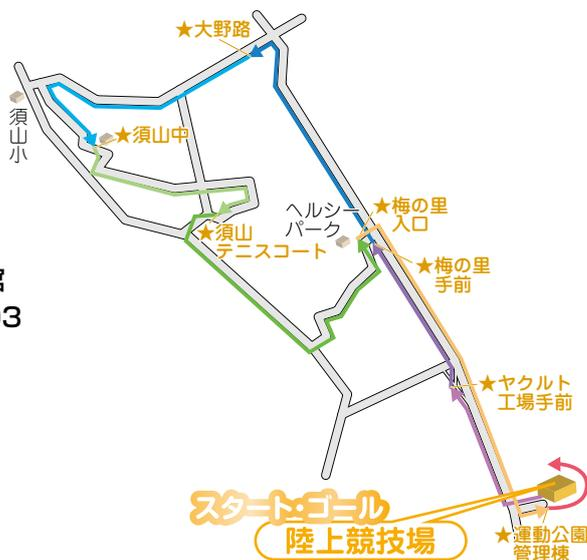 ★大野路
須山小
★須山中
ヘルシー
パーク
★梅の里
入口
★須山
テニスコート
★梅の里
手前
03
★ヤクルト
工場手前
スタート・ゴール
陸上競技場
★運動公園
管理棟